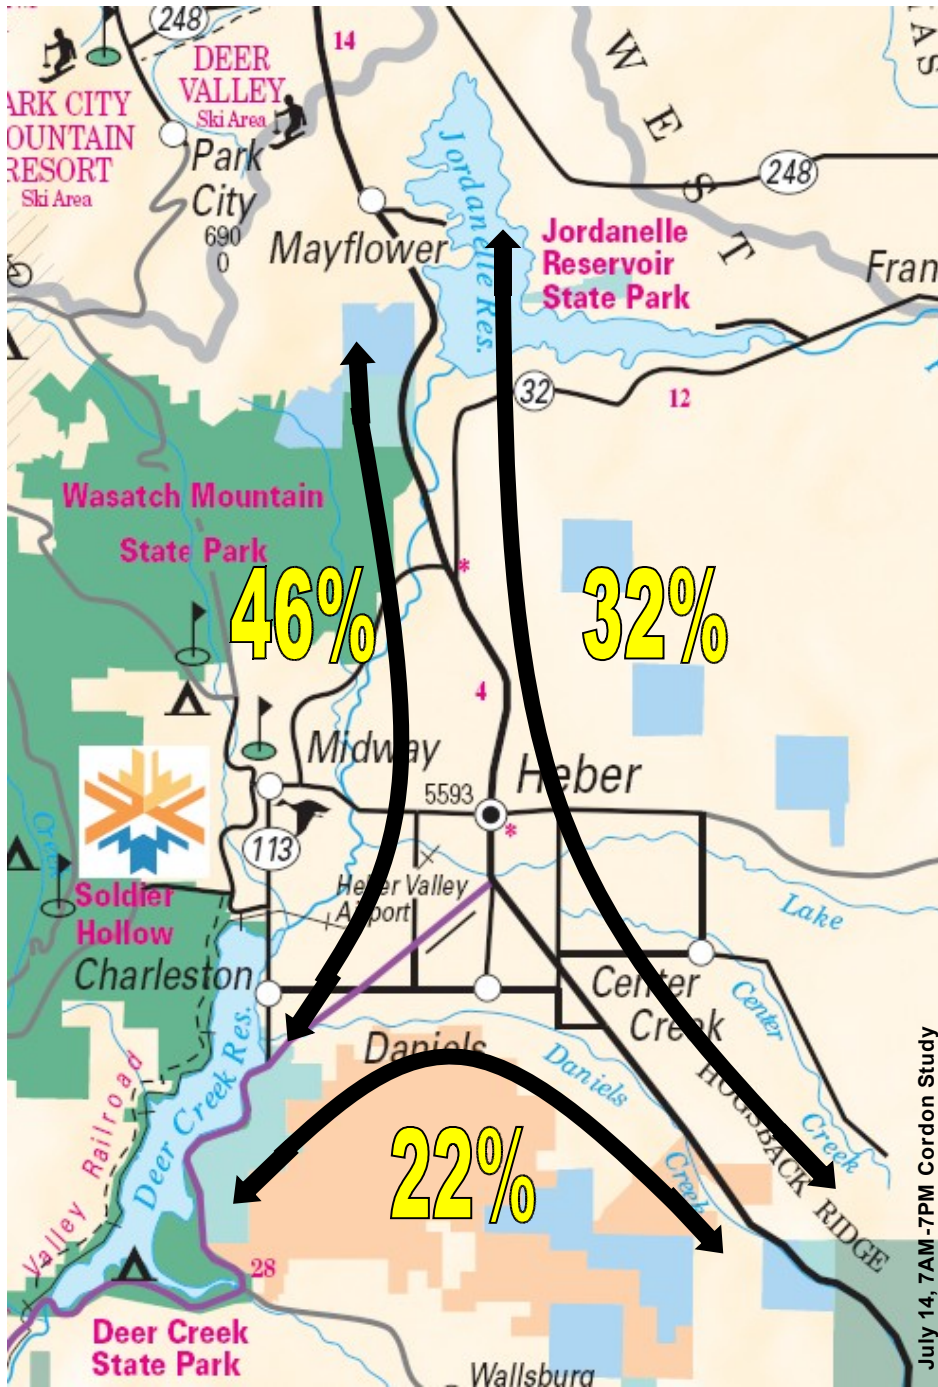 248
14
DEER
VALLEY
Ski Area
ARK CITY
OUNTAIN
RESORT
Ski Area
Park
City
690
0
Mayflower
Jordanelle Res.
Jordanelle
Reservoir
State Park
WEST
AS
248
Fran
32
12
Wasatch Mountain
State Park
*
46%
32%
4
Midway
Heber
5593
*
113
Heber Valley
Airport
Soldier
Hollow
Charleston
Lake
Center
Creek
Center
Creek
Daniels
Daniels
Creek
HOGSBACK RIDGE
Deer Creek Res.
Valley Railroad
22%
28
Deer Creek
State Park
Wallsburg
July 14, 7AM-7PM Cordon Study